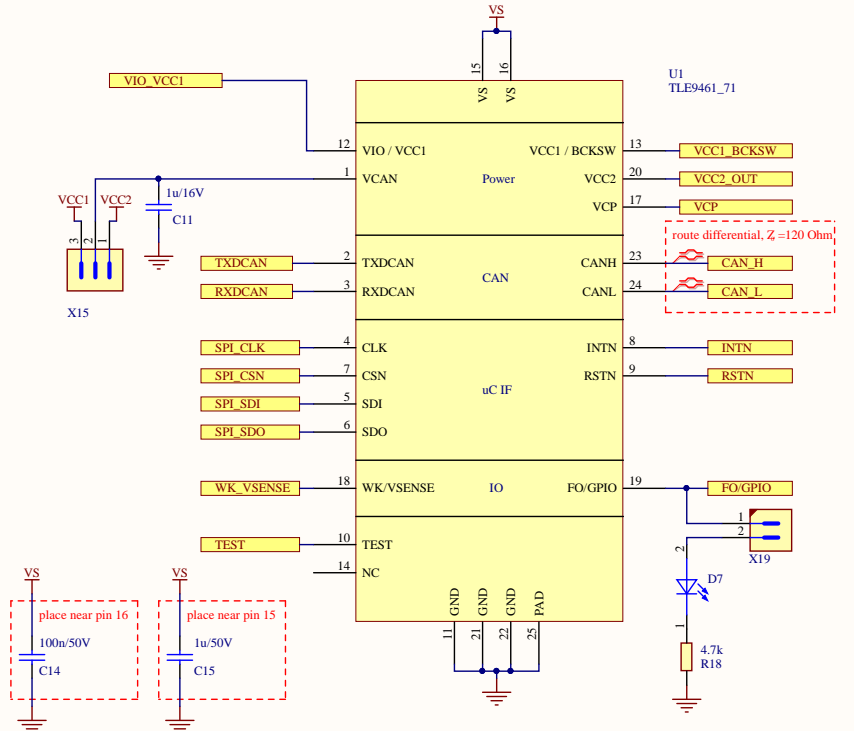 VS
15
16
VS
VS
U1
TLE9461_71
VIO_VCC1
12
VIO / VCC1
VCC1 / BCKSW
13
VCC1_BCKSW
1
VCAN
Power
VCC2
20
VCC2_OUT
VCP
17
VCP
1u/16V
C11
VCC1
VCC2
3
2
1
X15
route differential, Z =120 Ohm
TXDCAN
2
TXDCAN
CAN
CANH
23
CAN_H
RXDCAN
3
RXDCAN
CANL
24
CAN_L
SPI_CLK
4
CLK
INTN
8
INTN
SPI_CSN
7
CSN
uC IF
RSTN
9
RSTN
SPI_SDI
5
SDI
SPI_SDO
6
SDO
WK_VSENSE
18
WK/VSENSE
IO
FO/GPIO
19
FO/GPIO
1
2
X19
TEST
10
TEST
14
NC
2
D7
1
4.7k
R18
GND
GND
GND
PAD
11
21
22
25
VS
place near pin 16
100n/50V
C14
VS
place near pin 15
1u/50V
C15